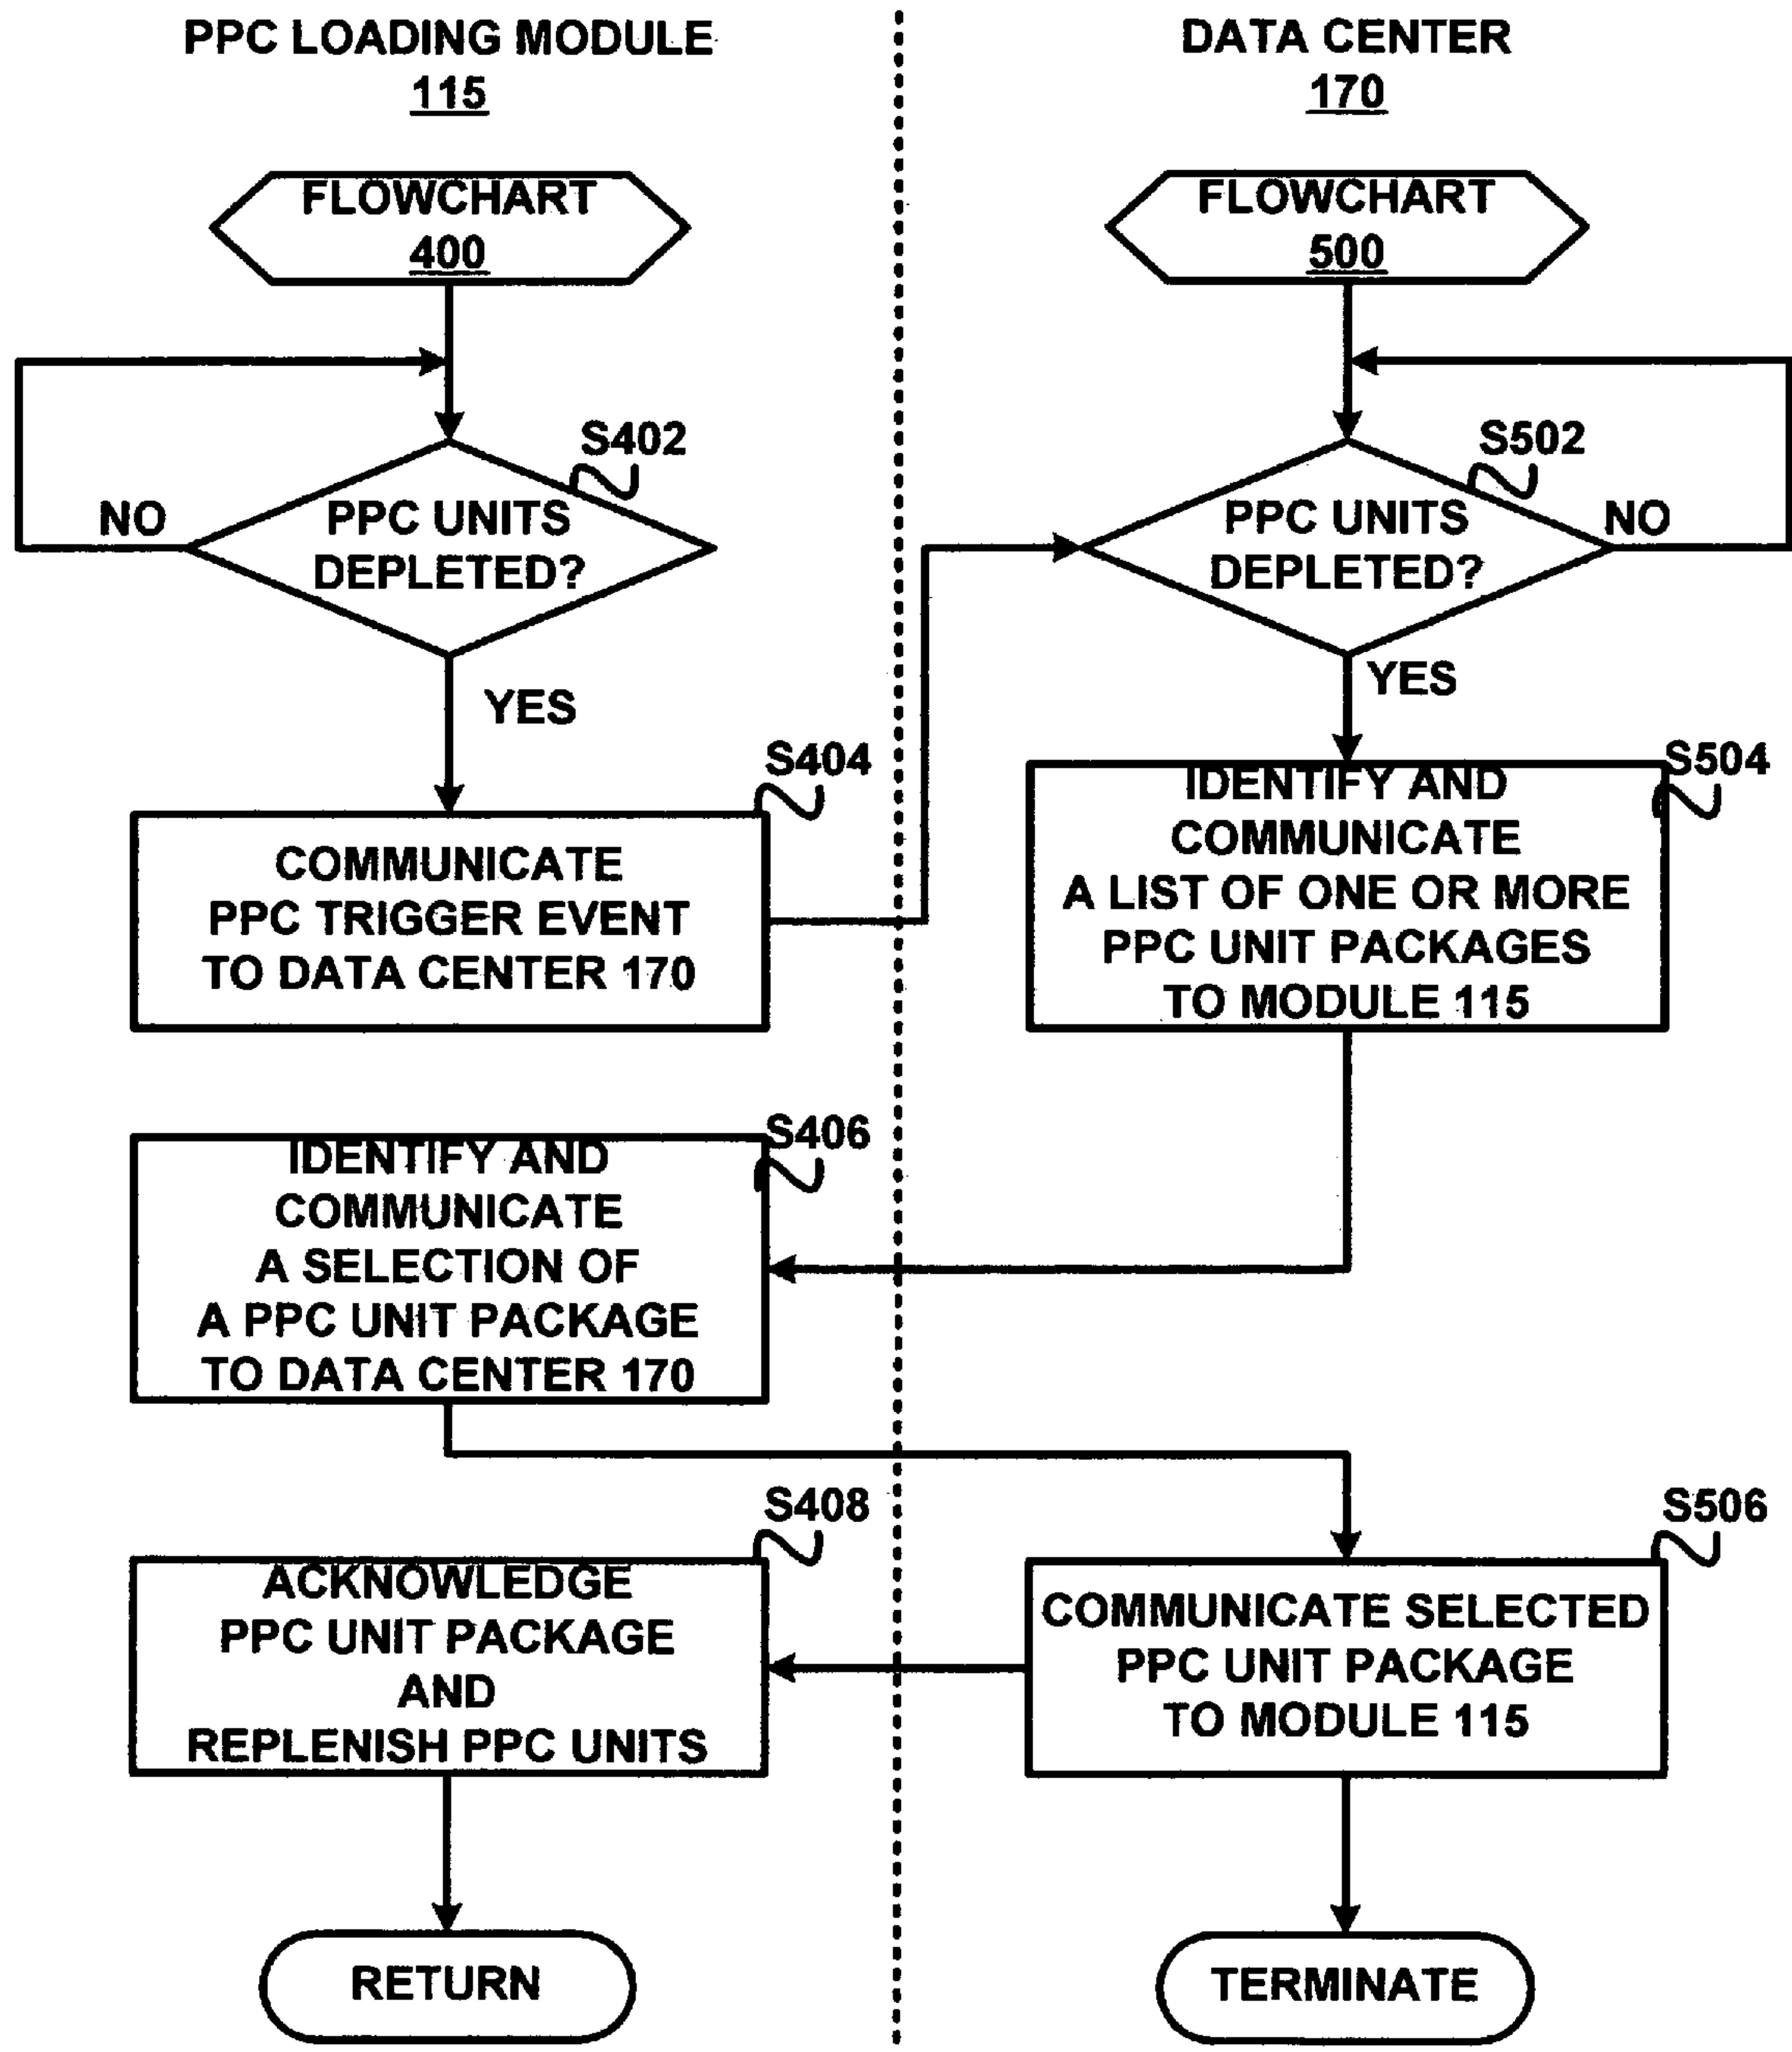 PPC LOADING MODULE
115
DATA CENTER
170
FLOWCHART
400
FLOWCHART
500
S402
PPC UNITS
DEPLETED?
NO
YES
S502
PPC UNITS
DEPLETED?
NO
YES
S404
COMMUNICATE
PPC TRIGGER EVENT
TO DATA CENTER 170
S504
IDENTIFY AND
COMMUNICATE
A LIST OF ONE OR MORE
PPC UNIT PACKAGES
TO MODULE 115
S406
IDENTIFY AND
COMMUNICATE
A SELECTION OF
A PPC UNIT PACKAGE
TO DATA CENTER 170
S408
ACKNOWLEDGE
PPC UNIT PACKAGE
AND
REPLENISH PPC UNITS
S506
COMMUNICATE SELECTED
PPC UNIT PACKAGE
TO MODULE 115
RETURN
TERMINATE